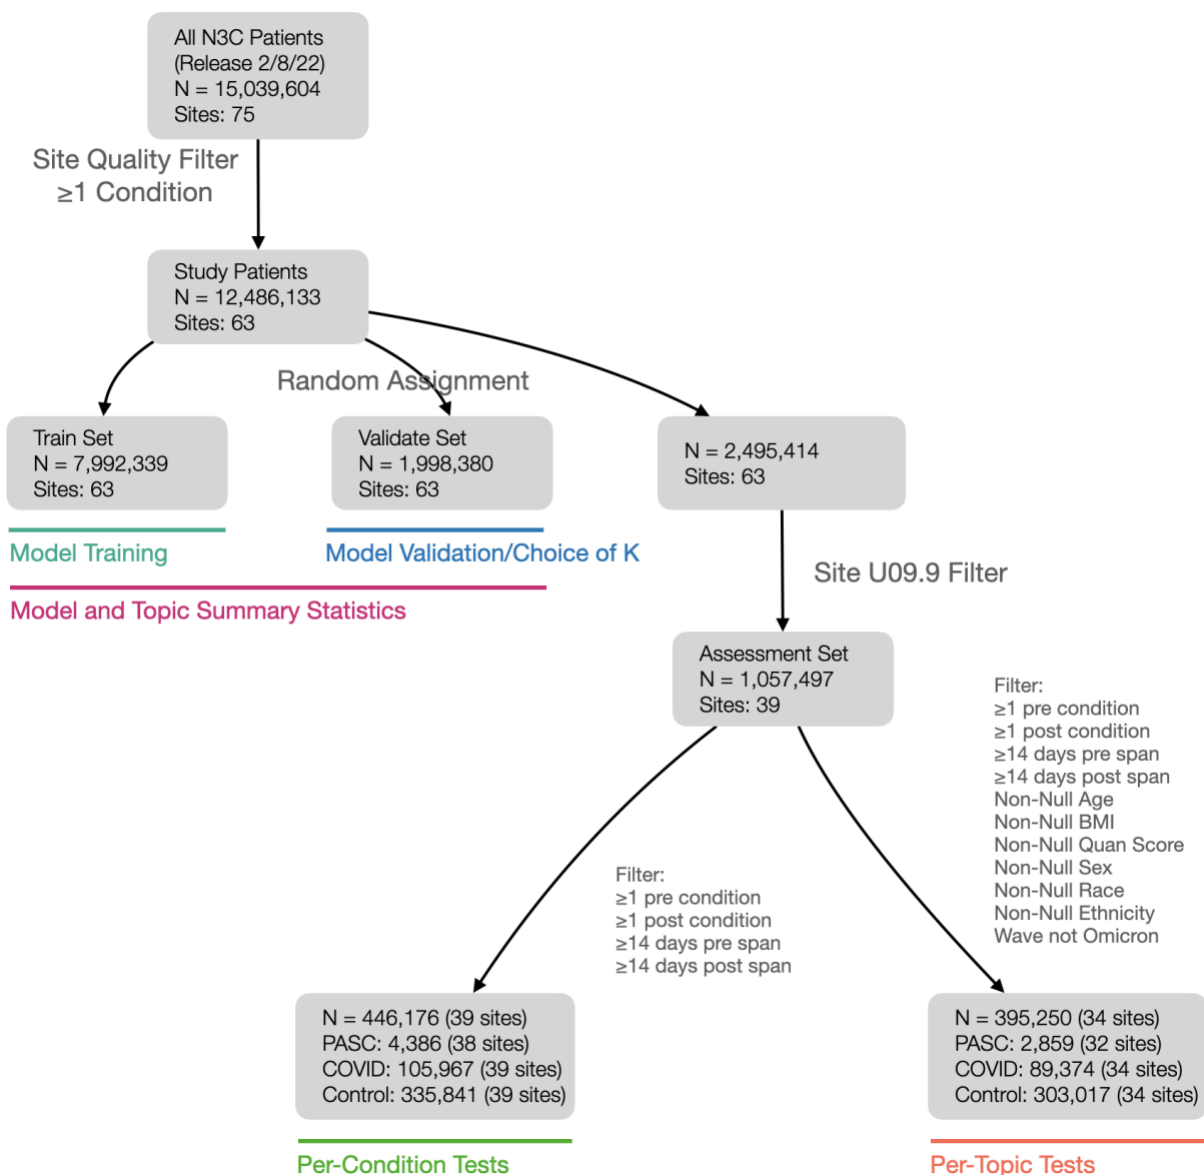 All N3C Patients
(Release 2/8/22)
N = 15,039,604
Sites: 75
Site Quality Filter
≥1 Condition
Study Patients
N = 12,486,133
Sites: 63
Random Assignment
Train Set
N = 7,992,339
Sites: 63
Validate Set
N = 1,998,380
Sites: 63
N = 2,495,414
Sites: 63
Model Training
Model Validation/Choice of K
Model and Topic Summary Statistics
Site U09.9 Filter
Assessment Set
N = 1,057,497
Sites: 39
Filter:
≥1 pre condition
≥1 post condition
≥14 days pre span
≥14 days post span
Non-Null Age
Non-Null BMI
Non-Null Quan Score
Non-Null Sex
Non-Null Race
Non-Null Ethnicity
Wave not Omicron
Filter:
≥1 pre condition
≥1 post condition
≥14 days pre span
≥14 days post span
N = 446,176 (39 sites)
PASC: 4,386 (38 sites)
COVID: 105,967 (39 sites)
Control: 335,841 (39 sites)
Per-Condition Tests
N = 395,250 (34 sites)
PASC: 2,859 (32 sites)
COVID: 89,374 (34 sites)
Control: 303,017 (34 sites)
Per-Topic Tests